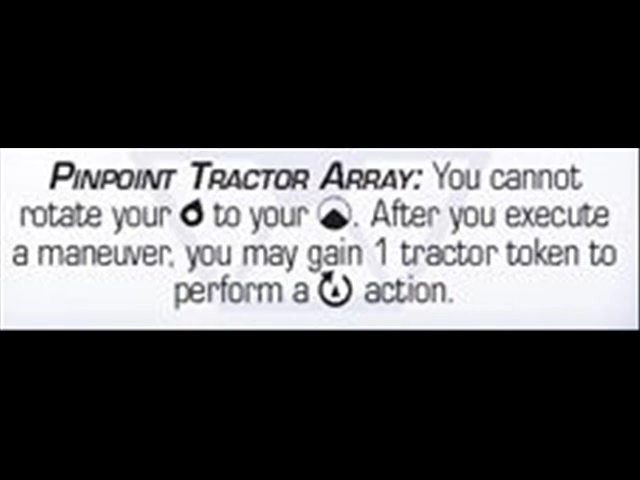 PINPOINT TRACTOR ARRAY: You cannot
rotate your to your . After you execute
a maneuver, you may gain 1 tractor token to
perform a action.